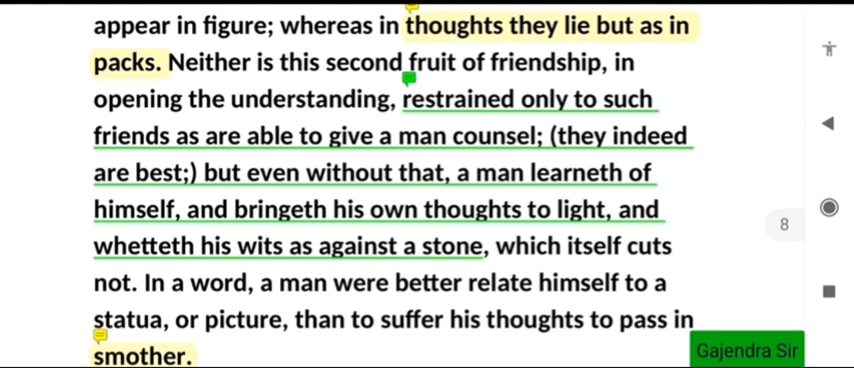 appear in figure; whereas in thoughts they lie but as in
packs. Neither is this second fruit of friendship, in
opening the understanding, restrained only to such
friends as are able to give a man counsel; (they indeed
are best;) but even without that, a man learneth of
himself, and bringeth his own thoughts to light, and
whetteth his wits as against a stone, which itself cuts
not. In a word, a man were better relate himself to a
statua, or picture, than to suffer his thoughts to pass in
smother.
8
Gajendra Sir